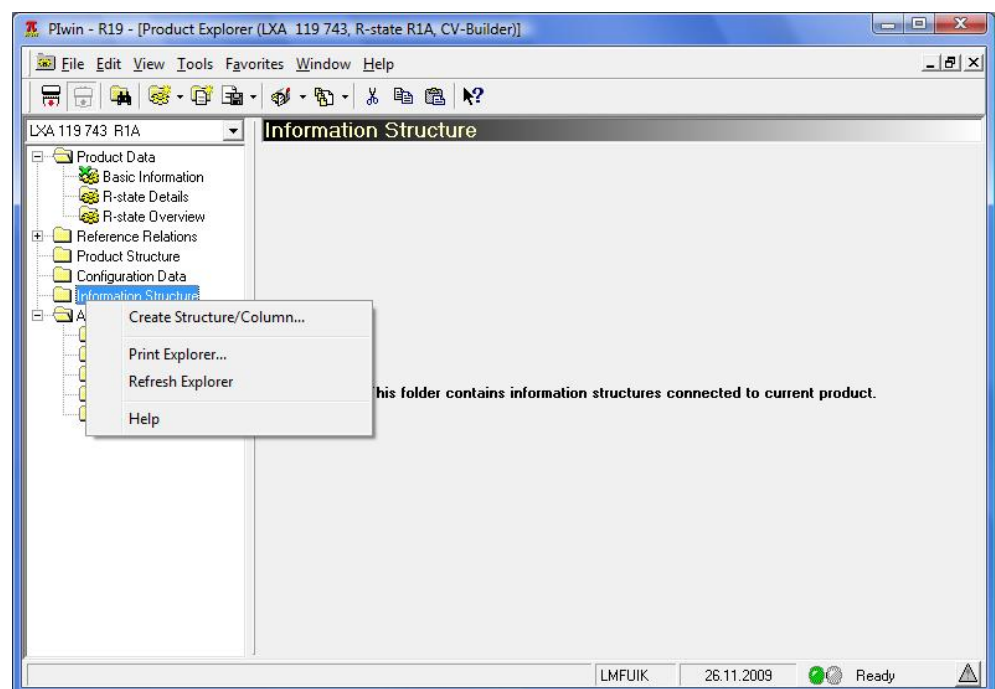 PIwin - R19 - [Product Explorer (LXA 119 743, R-state R1A, CV-Builder)]
File Edit View Tools Favorites Window Help
LXA 119 743 R1A
Information Structure
Product Data
Basic Information
R-state Details
R-state Overview
Reference Relations
Product Structure
Configuration Data
Information Structure
A
Create Structure/Column...
Print Explorer...
Refresh Explorer
Help
his folder contains information structures connected to current product.
LMFUIK 26.11.2009 Ready